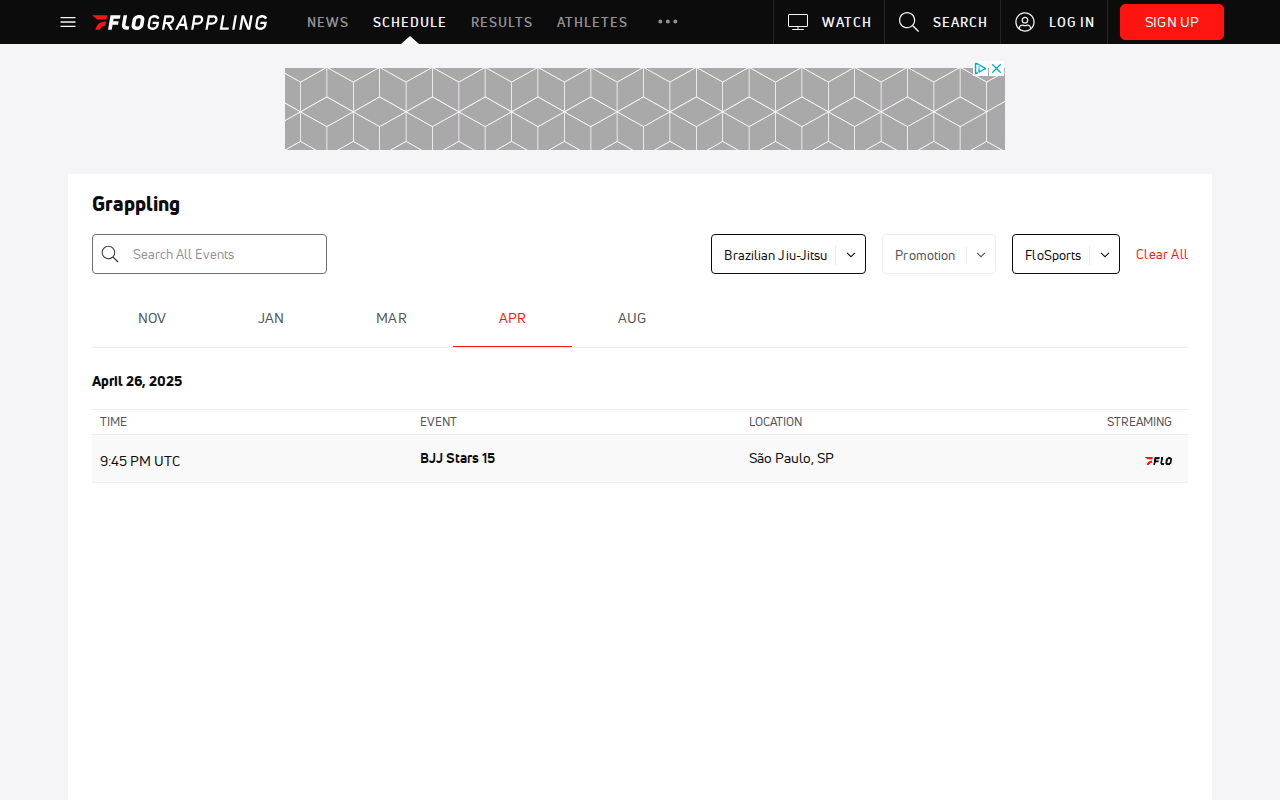 FLOGRAPPLING NEWS SCHEDULE RESULTS ATHLETES WATCH SEARCH LOG IN SIGN UP
Grappling
Search All Events Brazilian Jiu-Jitsu Promotion FloSports Clear All
NOV JAN MAR APR AUG
April 26, 2025
TIME EVENT LOCATION STREAMING
9:45 PM UTC BJJ Stars 15 São Paulo, SP FLO